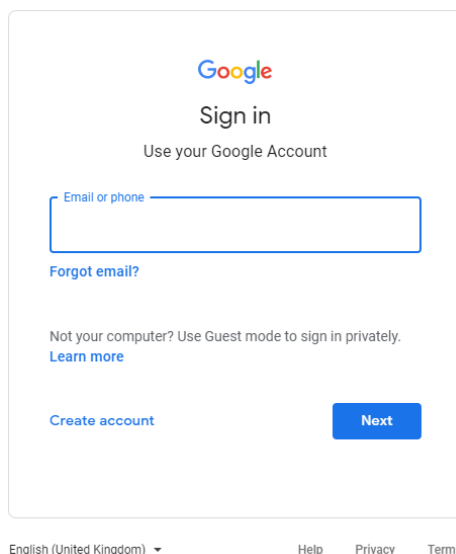 Google
Sign in
Use your Google Account
Email or phone
Forgot email?
Not your computer? Use Guest mode to sign in privately.
Learn more
Create account
Next
English (United Kingdom)
Help
Privacy
Term